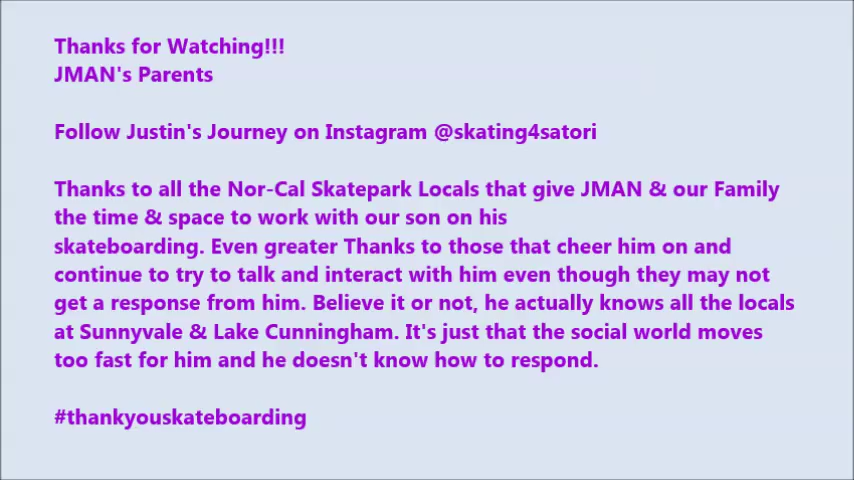 Thanks for Watching!!!
JMAN's Parents
Follow Justin's Journey on Instagram @skating4satori
Thanks to all the Nor-Cal Skatepark Locals that give JMAN & our Family
the time & space to work with our son on his
skateboarding. Even greater Thanks to those that cheer him on and
continue to try to talk and interact with him even though they may not
get a response from him. Believe it or not, he actually knows all the locals
at Sunnyvale & Lake Cunningham. It's just that the social world moves
too fast for him and he doesn't know how to respond.
#thankyouskateboarding